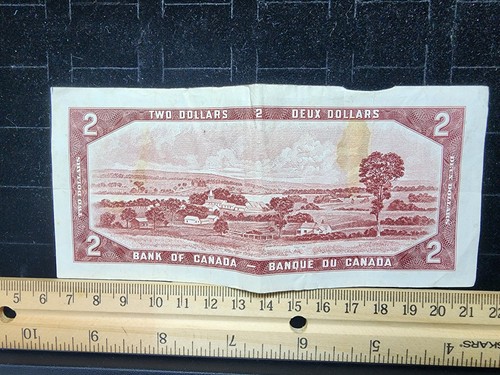 2 TWO DOLLARS 2 DEUX DOLLARS 2
TWO DOLLARS
DEUX DOLLARS
2 BANK OF CANADA — BANQUE DU CANADA 2
5 6 7 8 9 10 11 12 13 14 15 16 17 18 19 20 21 22
10 9 8 7 6 5 4
SKARS